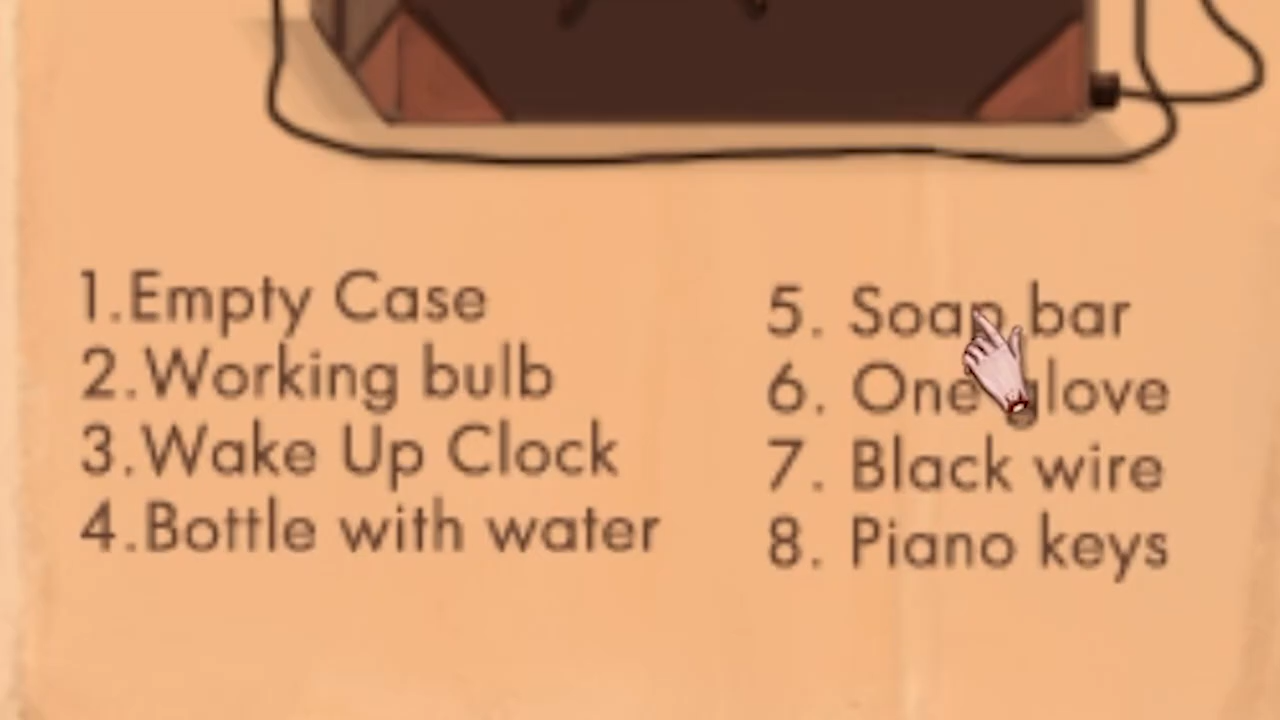 1.Empty Case
2.Working bulb
3.Wake Up Clock
4.Bottle with water
5. Soap bar
6. One glove
7. Black wire
8. Piano keys